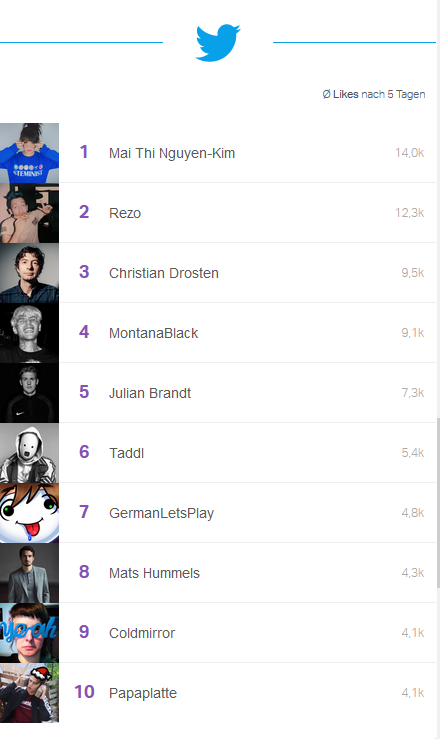 Ø Likes nach 5 Tagen
STEMINIST
1 Mai Thi Nguyen-Kim 14,0k
2 Rezo 12,3k
3 Christian Drosten 9,5k
4 MontanaBlack 9,1k
5 Julian Brandt 7,3k
6 Taddl 5,4k
7 GermanLetsPlay 4,8k
8 Mats Hummels 4,3k
yeah
9 Coldmirror 4,1k
10 Papaplatte 4,1k